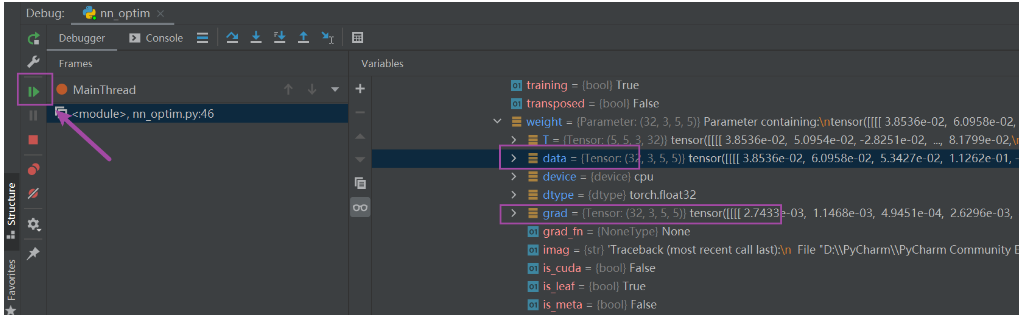 Debug: nn_optim
Debugger Console
Frames Variables
MainThread
<module>, nn_optim.py:46
training = {bool} True
transposed = {bool} False
weight = {Parameter: (32, 3, 5, 5)} Parameter containing:\ntensor([[[[ 3.8536e-02, 6.0958e-02,
T = {Tensor: (5, 5, 3, 32)} tensor([[[[ 3.8536e-02, 5.0954e-02, -2.8251e-02, ..., 8.1799e-02,\n
data = {Tensor: (32, 3, 5, 5)} tensor([[[[ 3.8536e-02, 6.0958e-02, 5.3427e-02, 1.1262e-01, -
device = {device} cpu
dtype = {dtype} torch.float32
grad = {Tensor: (32, 3, 5, 5)} tensor([[[[ 2.7433e-03, 1.1468e-03, 4.9451e-04, 2.6296e-03,
grad_fn = {NoneType} None
imag = {str} 'Traceback (most recent call last):\n File "D:\\PyCharm\\PyCharm Community E
is_cuda = {bool} False
is_leaf = {bool} True
is_meta = {bool} False
Structure
Favorites